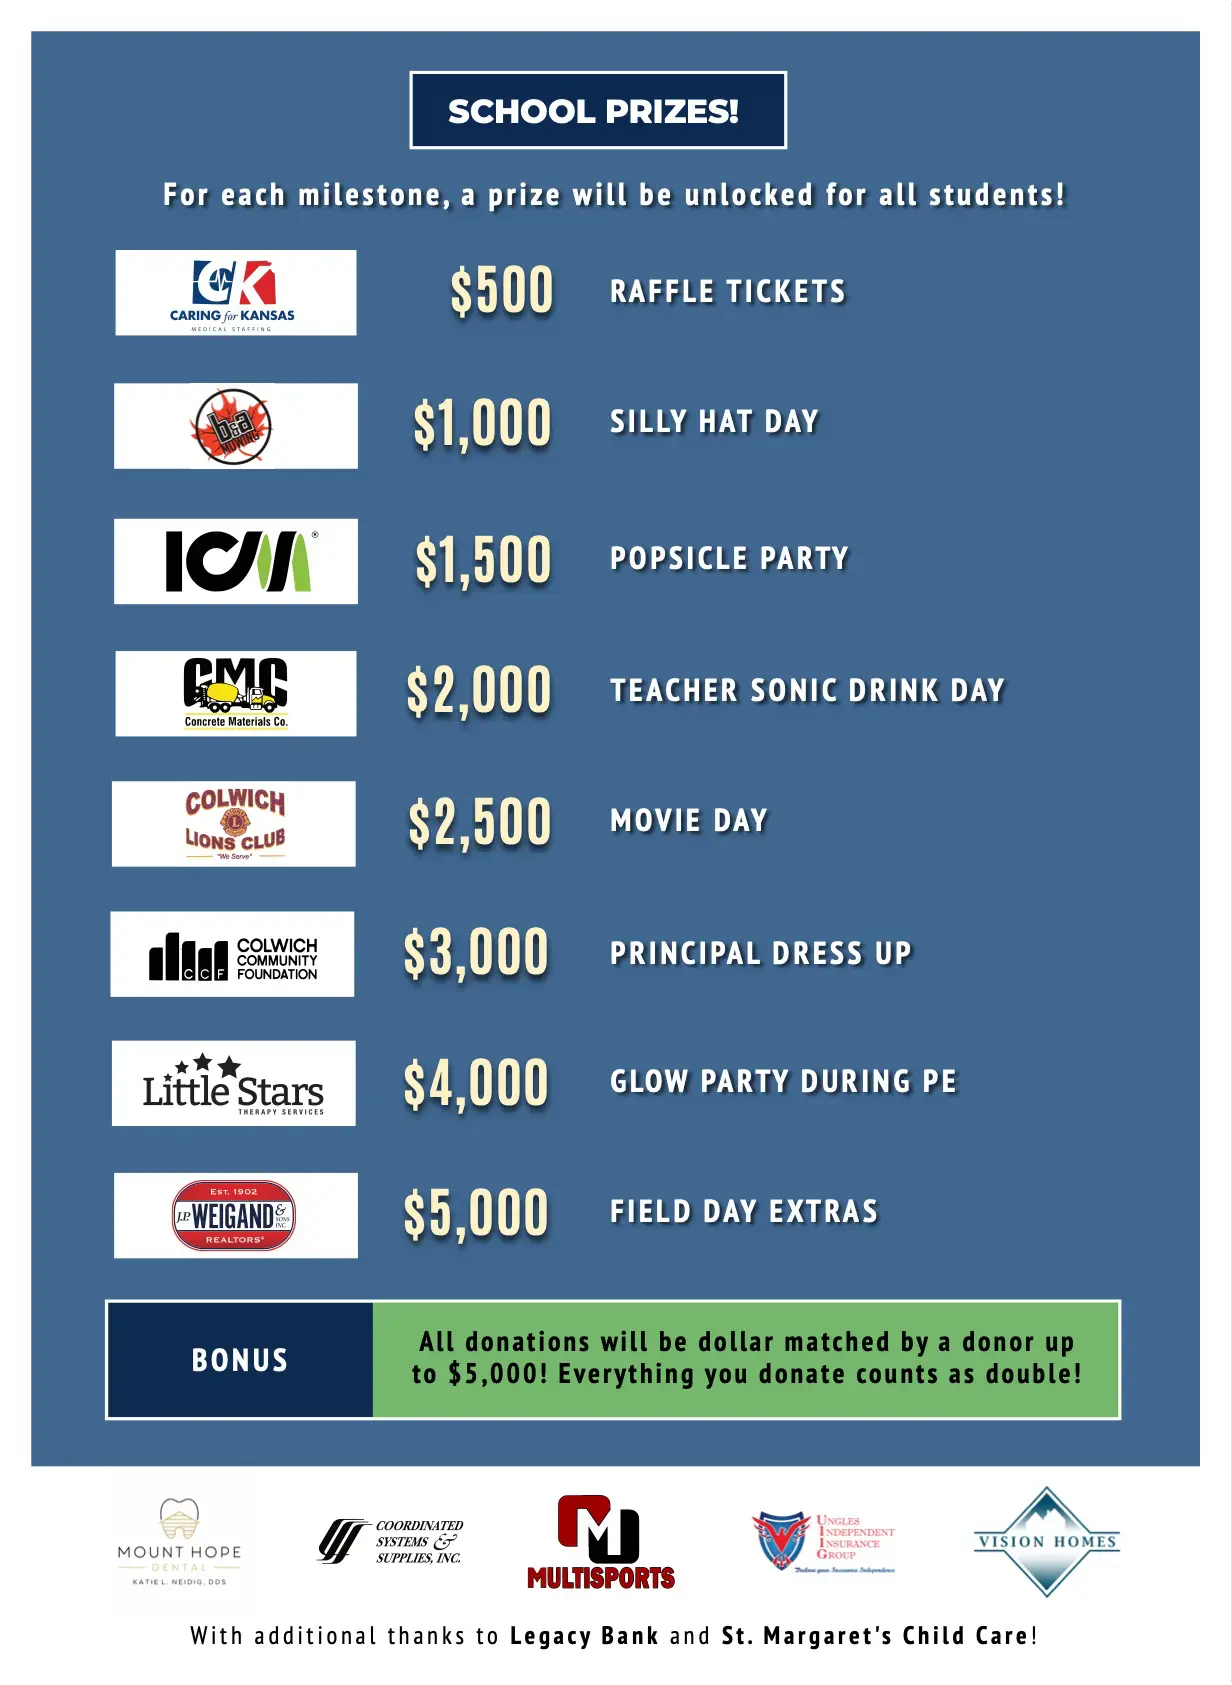 SCHOOL PRIZES!
For each milestone, a prize will be unlocked for all students!
CK
CARING for KANSAS
MEDICAL STAFFING
$500 RAFFLE TICKETS
b&a
MOWING
$1,000 SILLY HAT DAY
ICM®
$1,500 POPSICLE PARTY
CMC
Concrete Materials Co.
$2,000 TEACHER SONIC DRINK DAY
COLWICH
L
LIONS CLUB
"We Serve"
$2,500 MOVIE DAY
CCF
COLWICH
COMMUNITY
FOUNDATION
$3,000 PRINCIPAL DRESS UP
Little Stars
THERAPY SERVICES
$4,000 GLOW PARTY DURING PE
EST. 1902
J.P. WEIGAND & SONS INC.
REALTORS®
$5,000 FIELD DAY EXTRAS
BONUS
All donations will be dollar matched by a donor up
to $5,000! Everything you donate counts as double!
MOUNT HOPE
DENTAL
KATIE L. NEIDIG, DDS
COORDINATED
SYSTEMS &
SUPPLIES, INC.
M
MULTISPORTS
UNGLES
INDEPENDENT
INSURANCE
GROUP
Declare your Insurance Independence
VISION HOMES
With additional thanks to Legacy Bank and St. Margaret's Child Care!